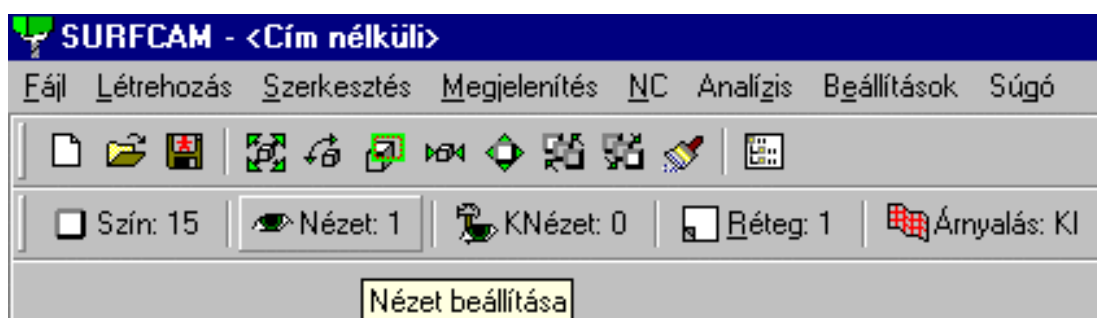 SURFCAM - <Cím nélküli>
Fájl Létrehozás Szerkesztés Megjelenítés NC Analízis Beállítások Súgó
Szín: 15 Nézet: 1 KNézet: 0 Réteg: 1 Árnyalás: KI
Nézet beállítása